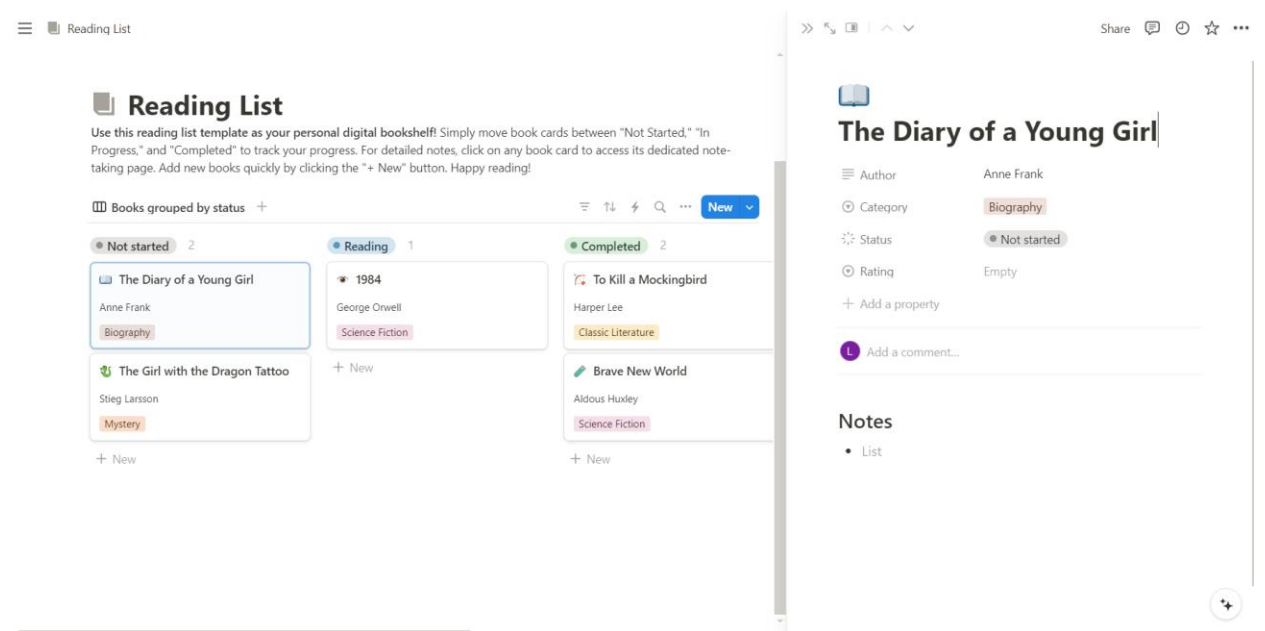 Reading List
Reading List
Use this reading list template as your personal digital bookshelf! Simply move book cards between "Not Started," "In
Progress," and "Completed" to track your progress. For detailed notes, click on any book card to access its dedicated note-
taking page. Add new books quickly by clicking the "+ New" button. Happy reading!
Books grouped by status
New
Not started 2
The Diary of a Young Girl
Anne Frank
Biography
The Girl with the Dragon Tattoo
Stieg Larsson
Mystery
+ New
Reading 1
1984
George Orwell
Science Fiction
+ New
Completed 2
To Kill a Mockingbird
Harper Lee
Classic Literature
Brave New World
Aldous Huxley
Science Fiction
+ New
Share
The Diary of a Young Girl
Author Anne Frank
Category Biography
Status Not started
Rating Empty
+ Add a property
L Add a comment...
Notes
• List